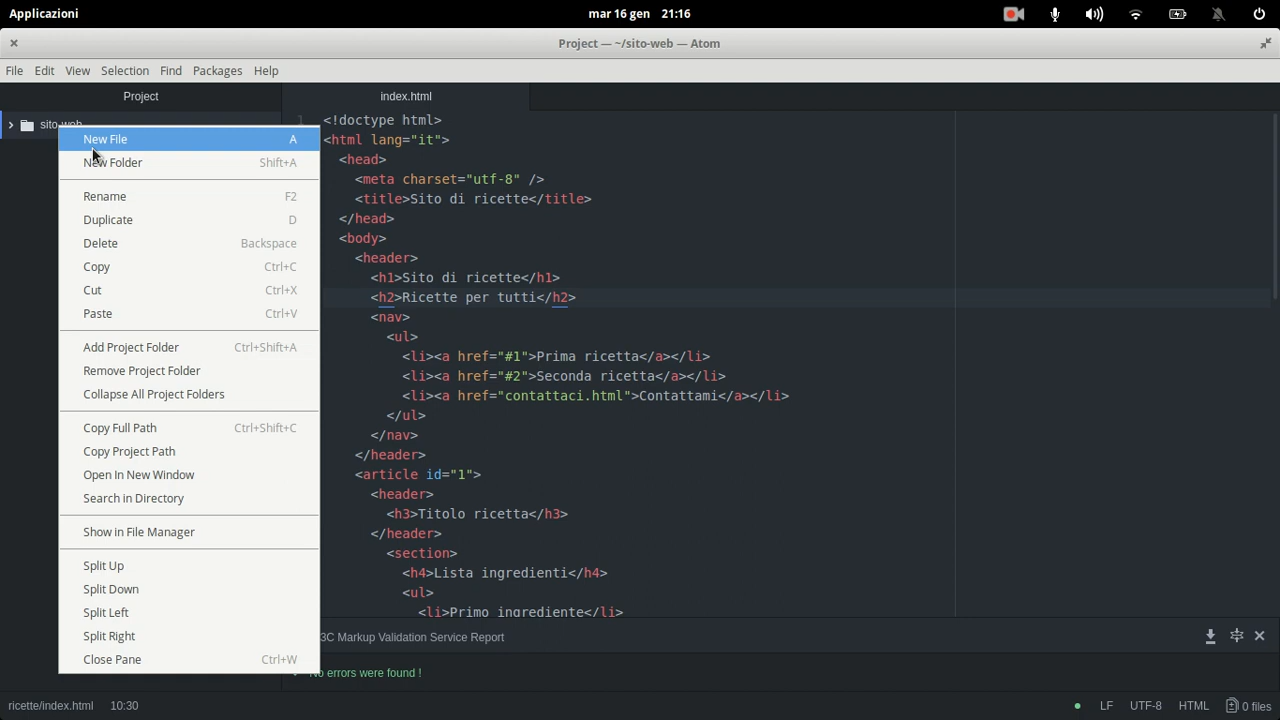 Applicazioni
mar 16 gen 21:16
Project — ~/sito-web — Atom
File Edit View Selection Find Packages Help
Project
index.html
sito-web
New File A
New Folder Shift+A
Rename F2
Duplicate D
Delete Backspace
Copy Ctrl+C
Cut Ctrl+X
Paste Ctrl+V
Add Project Folder Ctrl+Shift+A
Remove Project Folder
Collapse All Project Folders
Copy Full Path Ctrl+Shift+C
Copy Project Path
Open In New Window
Search in Directory
Show in File Manager
Split Up
Split Down
Split Left
Split Right
Close Pane Ctrl+W
1
<!doctype html>
<html lang="it">
<head>
<meta charset="utf-8" />
<title>Sito di ricette</title>
</head>
<body>
<header>
<h1>Sito di ricette</h1>
<h2>Ricette per tutti</h2>
<nav>
<ul>
<li><a href="#1">Prima ricetta</a></li>
<li><a href="#2">Seconda ricetta</a></li>
<li><a href="contattaci.html">Contattami</a></li>
</ul>
</nav>
</header>
<article id="1">
<header>
<h3>Titolo ricetta</h3>
</header>
<section>
<h4>Lista ingredienti</h4>
<ul>
<li>Primo ingrediente</li>
3C Markup Validation Service Report
No errors were found !
ricette/index.html 10:30
LF UTF-8 HTML 0 files